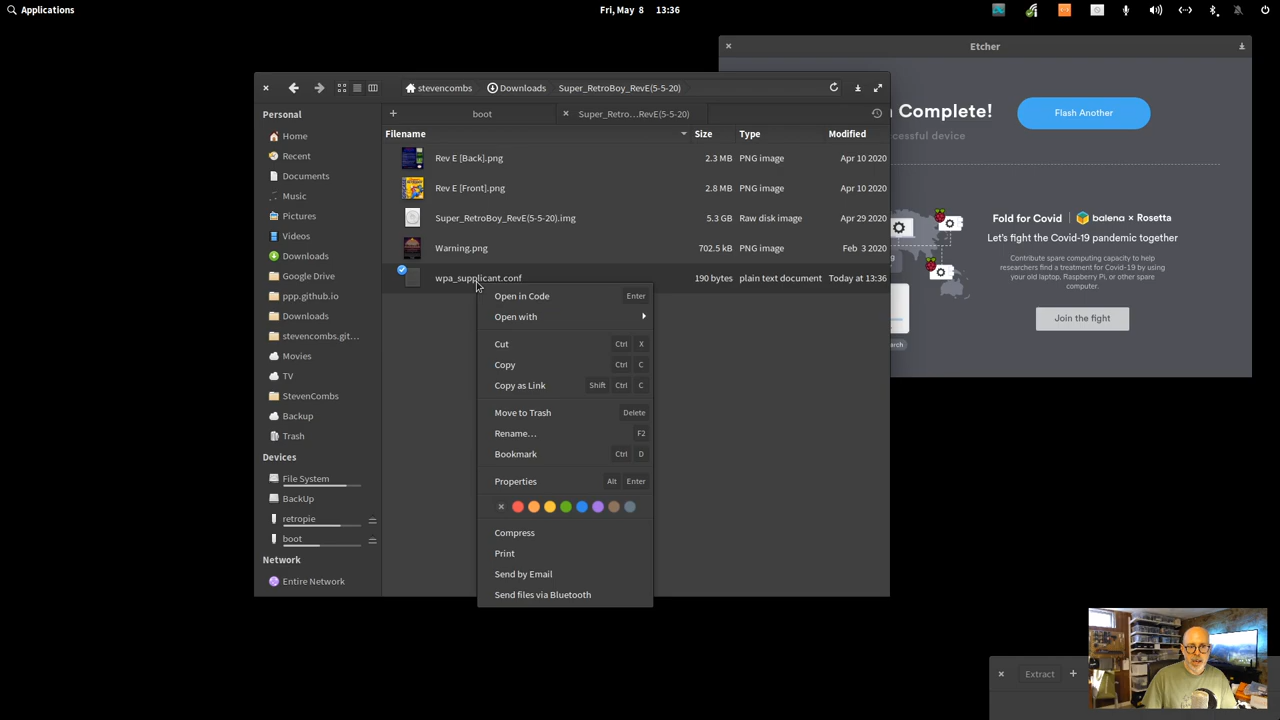 Applications
Fri, May 8 13:36
Etcher
stevencombs
Downloads
Super_RetroBoy_RevE(5-5-20)
Complete!
Flash Another
Personal
boot
Super_Retro...RevE(5-5-20)
Filename
Size
Type
Modified
Home
Recent
Documents
Music
Pictures
Videos
Downloads
Google Drive
ppp.github.io
Downloads
stevencombs.git...
Movies
TV
StevenCombs
Backup
Trash
Devices
File System
BackUp
retropie
boot
Network
Entire Network
Rev E [Back].png 2.3 MB PNG image Apr 10 2020
Rev E [Front].png 2.8 MB PNG image Apr 10 2020
Super_RetroBoy_RevE(5-5-20).img 5.3 GB Raw disk image Apr 29 2020
Warning.png 702.5 kB PNG image Feb 3 2020
wpa_supplicant.conf 190 bytes plain text document Today at 13:36
Open in Code Enter
Open with
Cut Ctrl X
Copy Ctrl C
Copy as Link Shift Ctrl C
Move to Trash Delete
Rename… F2
Bookmark Ctrl D
Properties Alt Enter
Compress
Print
Send by Email
Send files via Bluetooth
essful device
Fold for Covid
balena × Rosetta
Let's fight the Covid-19 pandemic together
Contribute spare computing capacity to
help researchers find a treatment for Covid-19 by using
your old laptop, Raspberry Pi, or other spare
computer.
Join the fight
Extract